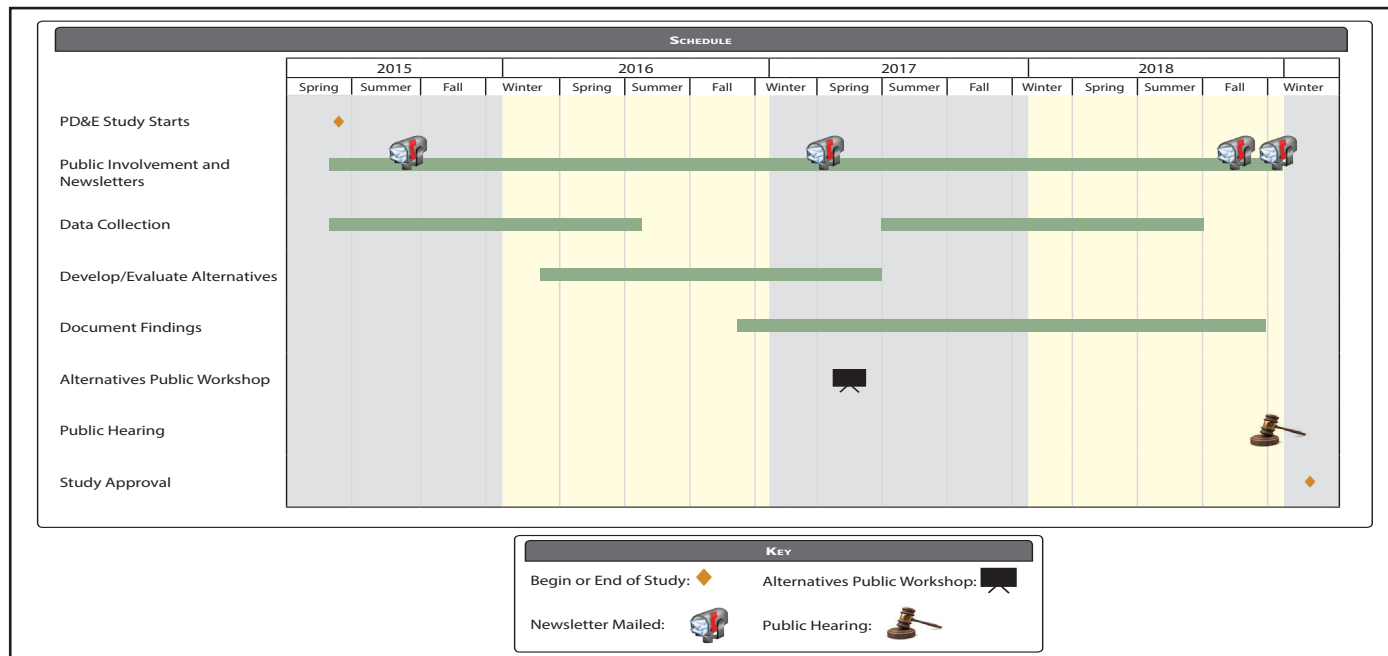 SCHEDULE
2015 2016 2017 2018
Spring Summer Fall Winter Spring Summer Fall Winter Spring Summer Fall Winter Spring Summer Fall Winter
PD&E Study Starts
Public Involvement and
Newsletters
Data Collection
Develop/Evaluate Alternatives
Document Findings
Alternatives Public Workshop
Public Hearing
Study Approval
KEY
Begin or End of Study: Alternatives Public Workshop:
Newsletter Mailed: Public Hearing: